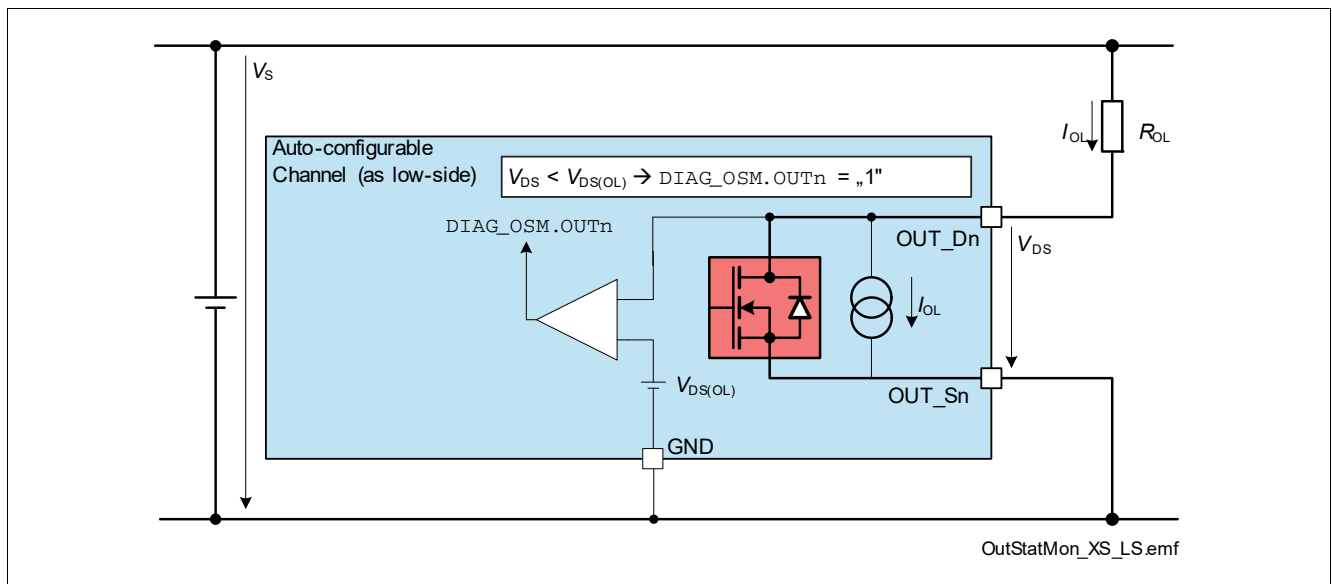 VS
IOL
ROL
Auto-configurable
Channel (as low-side)
VDS < VDS(OL) → DIAG_OSM.OUTn = „1"
DIAG_OSM.OUTn
OUT_Dn
VDS
IOL
VDS(OL)
OUT_Sn
GND
OutStatMon_XS_LS.emf